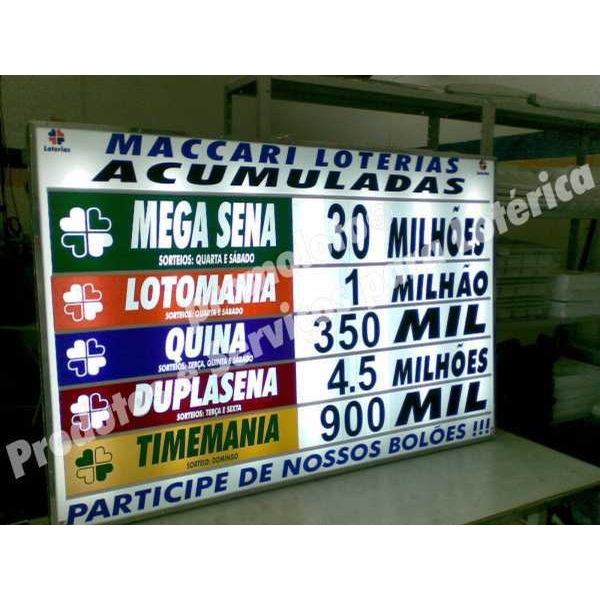 Loterias
MACCARI LOTERIAS
ACUMULADAS
MEGA SENA 30 MILHÕES
SORTEIOS: QUARTA E SÁBADO
LOTOMANIA 1 MILHÃO
SORTEIOS: QUARTA E SÁBADO
QUINA 350 MIL
SORTEIOS: TERÇA, QUINTA E SÁBADO
DUPLASENA 4.5 MILHÕES
SORTEIOS: TERÇA E SEXTA
TIMEMANIA 900 MIL
SORTEIO: DOMINGO
PARTICIPE DE NOSSOS BOLÕES !!!
Produtos e Serviços para Lotérica